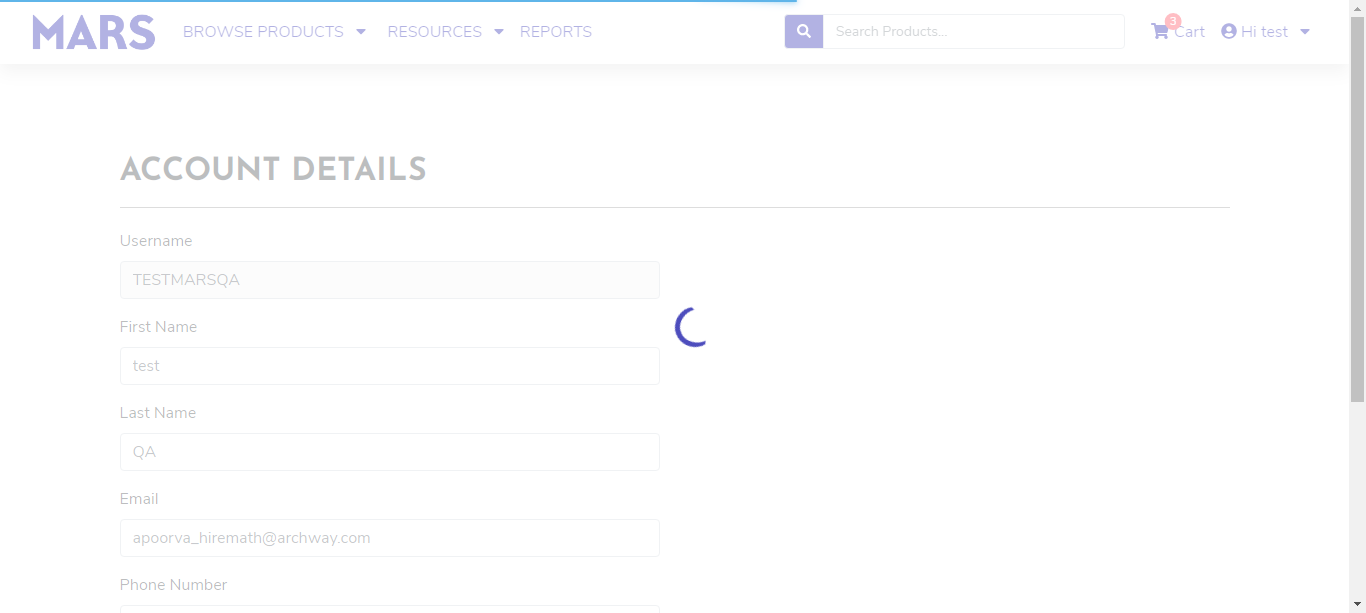 MARS BROWSE PRODUCTS RESOURCES REPORTS Search Products... 3 Cart Hi test
ACCOUNT DETAILS
Username
TESTMARSQA
First Name
test
Last Name
QA
Email
apoorva_hiremath@archway.com
Phone Number